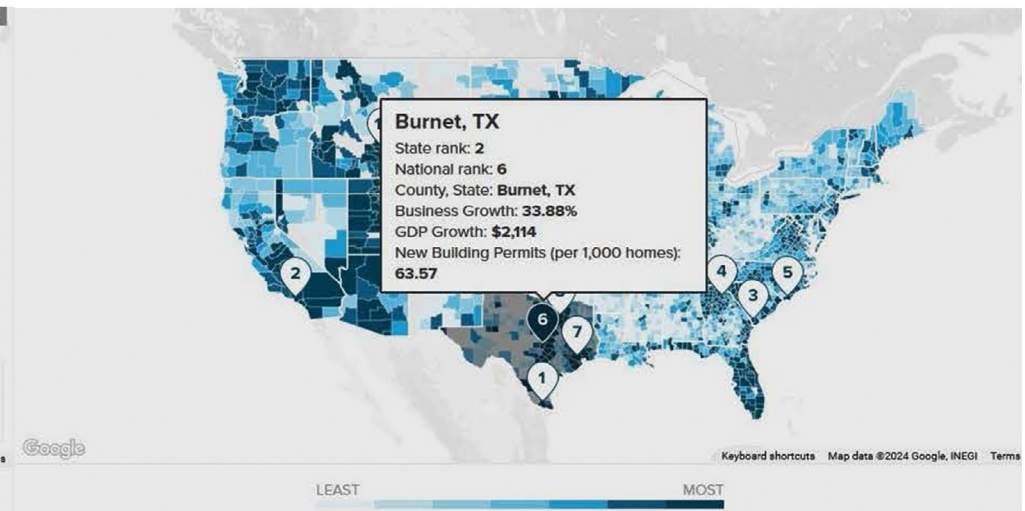 Burnet, TX
State rank: 2
National rank: 6
County, State: Burnet, TX
Business Growth: 33.88%
GDP Growth: $2,114
New Building Permits (per 1,000 homes):
63.57
2
4
5
3
6
7
1
Google
Keyboard shortcuts Map data ©2024 Google, INEGI Terms
LEAST MOST